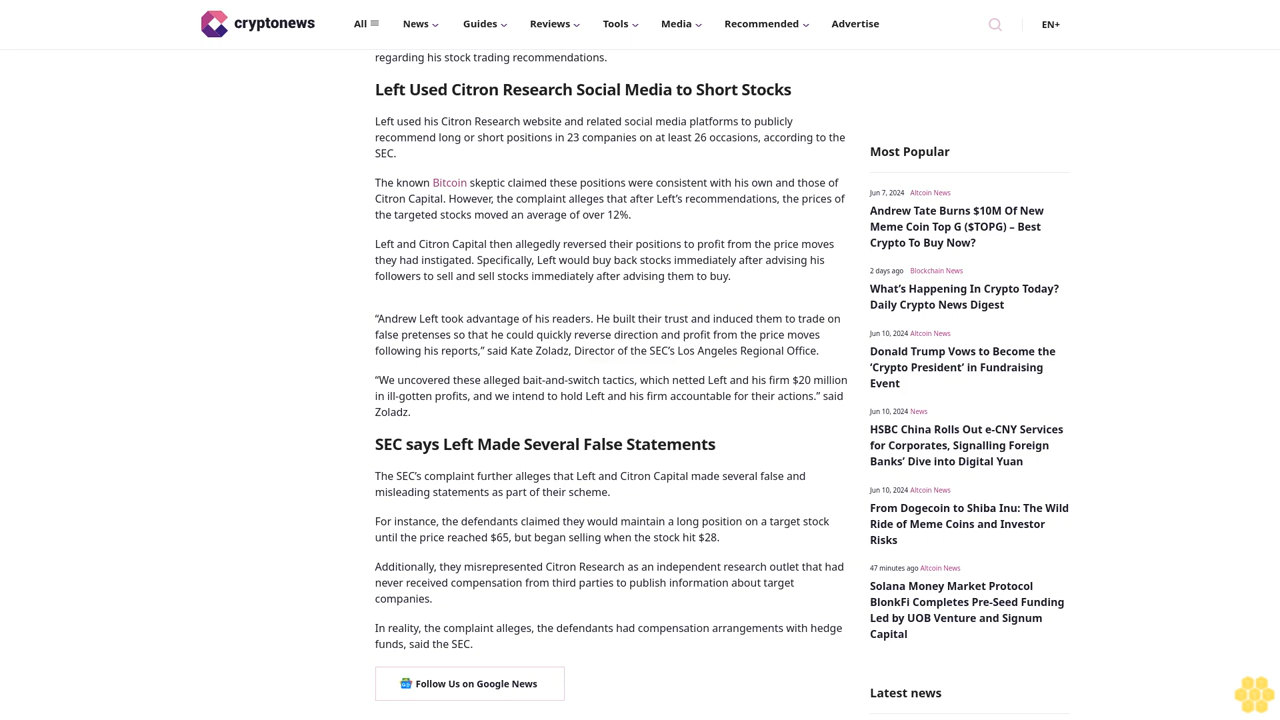 cryptonews
All
News
Guides
Reviews
Tools
Media
Recommended
Advertise
EN+
regarding his stock trading recommendations.
Left Used Citron Research Social Media to Short Stocks
Left used his Citron Research website and related social media platforms to publicly
recommend long or short positions in 23 companies on at least 26 occasions, according to the
SEC.
The known Bitcoin skeptic claimed these positions were consistent with his own and those of
Citron Capital. However, the complaint alleges that after Left’s recommendations, the prices of
the targeted stocks moved an average of over 12%.
Left and Citron Capital then allegedly reversed their positions to profit from the price moves
they had instigated. Specifically, Left would buy back stocks immediately after advising his
followers to sell and sell stocks immediately after advising them to buy.
“Andrew Left took advantage of his readers. He built their trust and induced them to trade on
false pretenses so that he could quickly reverse direction and profit from the price moves
following his reports,” said Kate Zoladz, Director of the SEC’s Los Angeles Regional Office.
“We uncovered these alleged bait-and-switch tactics, which netted Left and his firm $20 million
in ill-gotten profits, and we intend to hold Left and his firm accountable for their actions.” said
Zoladz.
SEC says Left Made Several False Statements
The SEC’s complaint further alleges that Left and Citron Capital made several false and
misleading statements as part of their scheme.
For instance, the defendants claimed they would maintain a long position on a target stock
until the price reached $65, but began selling when the stock hit $28.
Additionally, they misrepresented Citron Research as an independent research outlet that had
never received compensation from third parties to publish information about target
companies.
In reality, the complaint alleges, the defendants had compensation arrangements with hedge
funds, said the SEC.
Follow Us on Google News
Most Popular
Jun 7, 2024 Altcoin News
Andrew Tate Burns $10M Of New
Meme Coin Top G ($TOPG) – Best
Crypto To Buy Now?
2 days ago Blockchain News
What’s Happening In Crypto Today?
Daily Crypto News Digest
Jun 10, 2024 Altcoin News
Donald Trump Vows to Become the
‘Crypto President’ in Fundraising
Event
Jun 10, 2024 News
HSBC China Rolls Out e-CNY Services
for Corporates, Signalling Foreign
Banks’ Dive into Digital Yuan
Jun 10, 2024 Altcoin News
From Dogecoin to Shiba Inu: The Wild
Ride of Meme Coins and Investor
Risks
47 minutes ago Altcoin News
Solana Money Market Protocol
BlonkFi Completes Pre-Seed Funding
Led by UOB Venture and Signum
Capital
Latest news